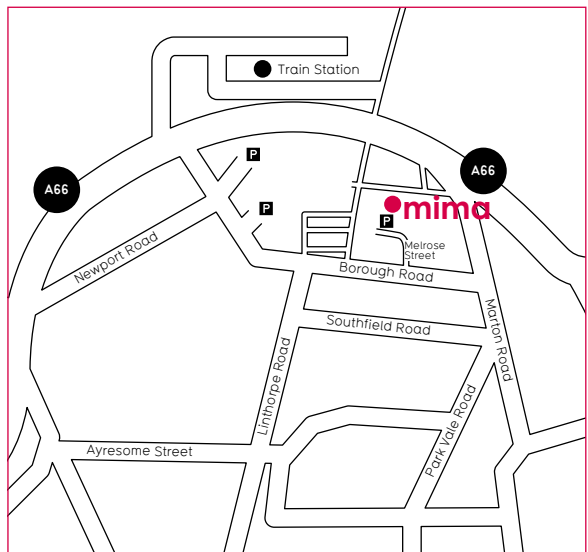 Train Station
P
A66
A66
P
mima
P
Melrose
Street
Newport Road
Borough Road
Southfield Road
Marton Road
Linthorpe Road
Park Vale Road
Ayresome Street